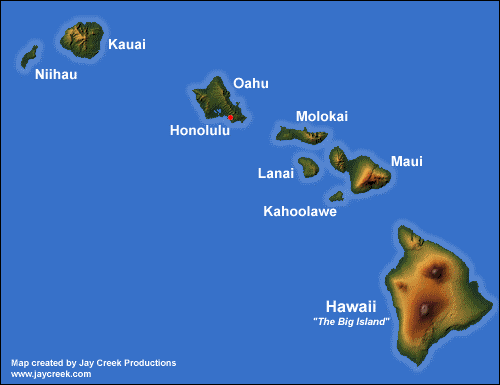 Kauai
Niihau
Oahu
Honolulu
Molokai
Maui
Lanai
Kahoolawe
Hawaii
"The Big Island"
Map created by Jay Creek Productions
www.jaycreek.com